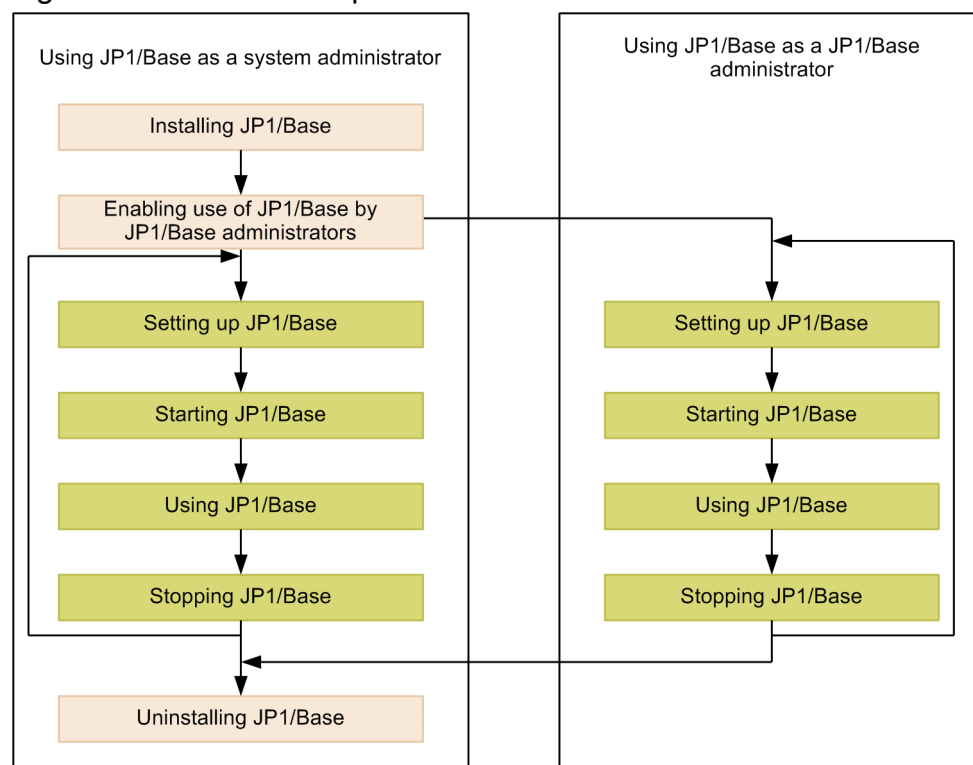 Using JP1/Base as a system administrator
Installing JP1/Base
Enabling use of JP1/Base by
JP1/Base administrators
Setting up JP1/Base
Starting JP1/Base
Using JP1/Base
Stopping JP1/Base
Uninstalling JP1/Base
Using JP1/Base as a JP1/Base
administrator
Setting up JP1/Base
Starting JP1/Base
Using JP1/Base
Stopping JP1/Base